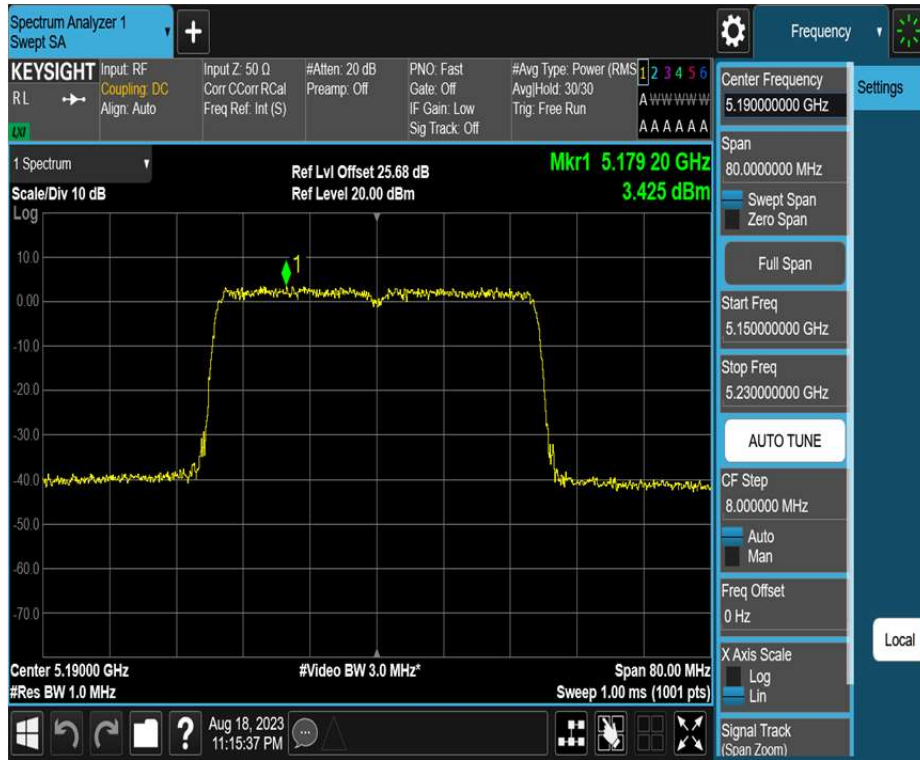 Spectrum Analyzer 1
Swept SA
+
Frequency
KEYSIGHT
R L
LXI
Input: RF
Coupling: DC
Align: Auto
Input Z: 50 Ω
Corr CCorr RCal
Freq Ref: Int (S)
#Atten: 20 dB
Preamp: Off
PNO: Fast
Gate: Off
IF Gain: Low
Sig Track: Off
#Avg Type: Power (RMS
Avg|Hold: 30/30
Trig: Free Run
1 2 3 4 5 6
A W W W W W
A A A A A A
Center Frequency
5.190000000 GHz
Settings
Span
80.0000000 MHz
Swept Span
Zero Span
Full Span
Start Freq
5.150000000 GHz
Stop Freq
5.230000000 GHz
AUTO TUNE
CF Step
8.000000 MHz
Auto
Man
Freq Offset
0 Hz
X Axis Scale
Log
Lin
Signal Track
(Span Zoom)
Local
1 Spectrum
Scale/Div 10 dB
Log
Ref Lvl Offset 25.68 dB
Ref Level 20.00 dBm
Mkr1 5.179 20 GHz
3.425 dBm
1
10.0
0.00
-10.0
-20.0
-30.0
-40.0
-50.0
-60.0
-70.0
Center 5.19000 GHz
#Res BW 1.0 MHz
#Video BW 3.0 MHz*
Span 80.00 MHz
Sweep 1.00 ms (1001 pts)
?
Aug 18, 2023
11:15:37 PM